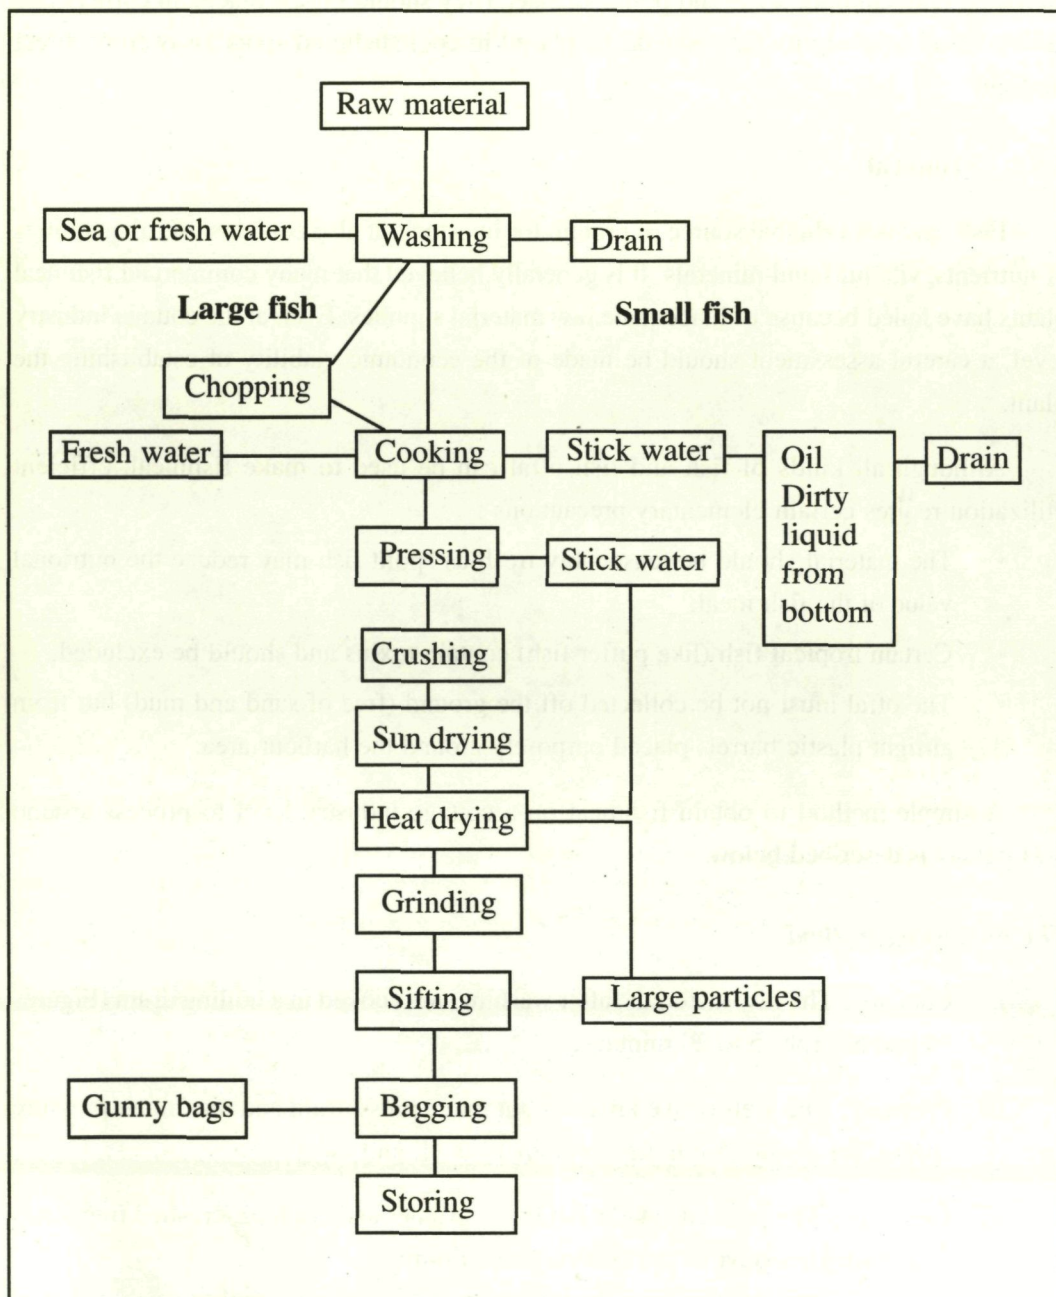 Raw material
Sea or fresh water
Washing
Drain
Large fish
Small fish
Chopping
Fresh water
Cooking
Stick water
Oil
Dirty
liquid
from
bottom
Drain
Pressing
Stick water
Crushing
Sun drying
Heat drying
Grinding
Sifting
Large particles
Gunny bags
Bagging
Storing